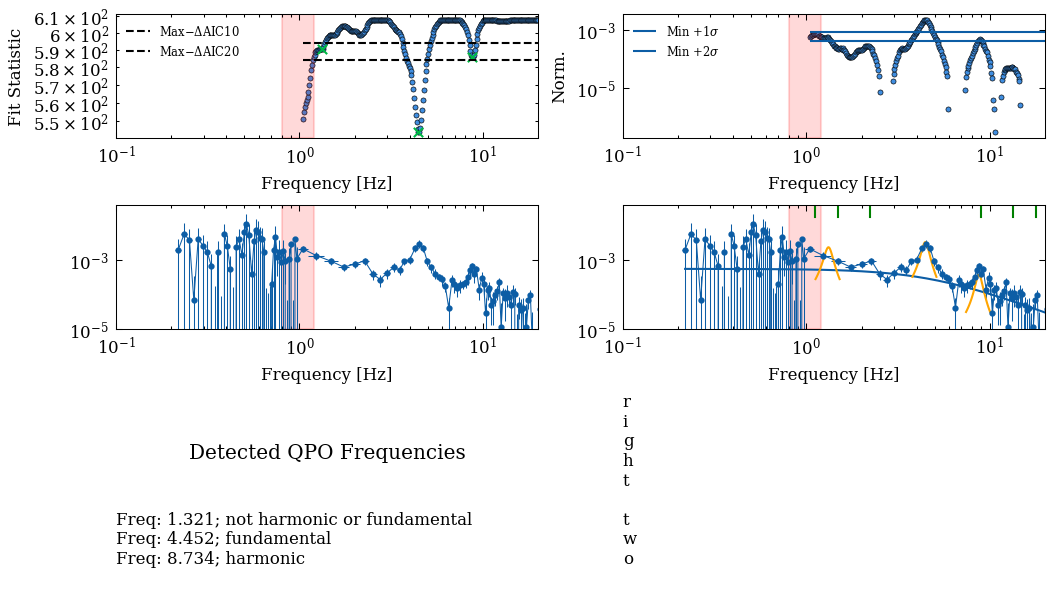 Fit Statistic
6.1 × 10²
6 × 10²
5.9 × 10²
5.8 × 10²
5.7 × 10²
5.6 × 10²
5.5 × 10²
Max−ΔAIC10
Max−ΔAIC20
10⁻¹ 10⁰ 10¹
Frequency [Hz]
Norm.
10⁻³
10⁻⁵
Min +1σ
Min +2σ
10⁻¹ 10⁰ 10¹
Frequency [Hz]
10⁻³
10⁻⁵
10⁻¹ 10⁰ 10¹
Frequency [Hz]
10⁻³
10⁻⁵
10⁻¹ 10⁰ 10¹
Frequency [Hz]
Detected QPO Frequencies
Freq: 1.321; not harmonic or fundamental
Freq: 4.452; fundamental
Freq: 8.734; harmonic
r
i
g
h
t
t
w
o